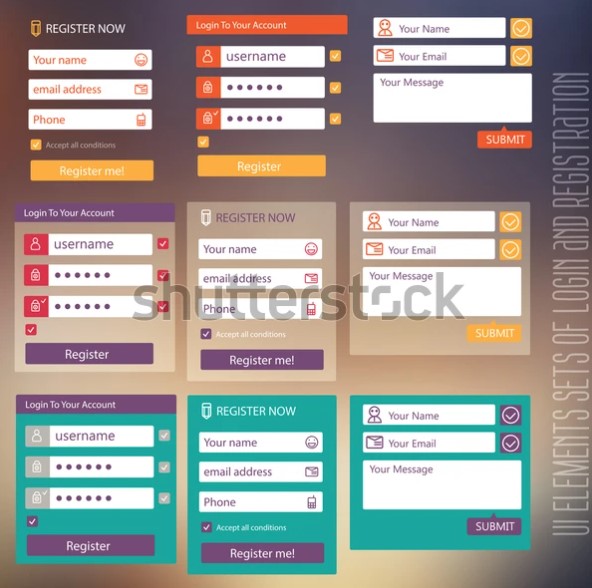 REGISTER NOW
Your name
email address
Phone
Accept all conditions
Register me!
Login To Your Account
username
Register
Your Name
Your Email
Your Message
SUBMIT
Login To Your Account
username
Register
REGISTER NOW
Your name
email address
Phone
Accept all conditions
Register me!
Your Name
Your Email
Your Message
SUBMIT
shutterstock
Login To Your Account
username
Register
REGISTER NOW
Your name
email address
Phone
Accept all conditions
Register me!
Your Name
Your Email
Your Message
SUBMIT
UI ELEMENTS SETS OF LOGIN AND REGISTRATION